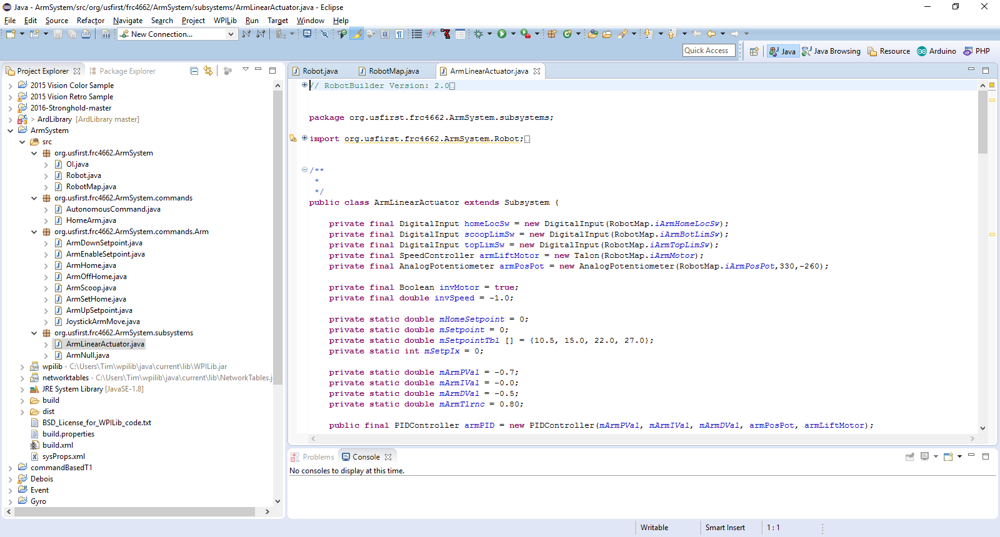 Java - ArmSystem/src/org/usfirst/frc4662/ArmSystem/subsystems/ArmLinearActuator.java - Eclipse
File Edit Source Refactor Navigate Search Project WPILib Run Target Window Help
New Connection...
Quick Access Java Java Browsing Resource Arduino PHP
Project Explorer Package Explorer
2015 Vision Color Sample
2015 Vision Retro Sample
2016-Stronghold-master
> ArdLibrary [ArdLibrary master]
ArmSystem
src
org.usfirst.frc4662.ArmSystem
OI.java
Robot.java
RobotMap.java
org.usfirst.frc4662.ArmSystem.commands
AutonomousCommand.java
HomeArm.java
org.usfirst.frc4662.ArmSystem.commands.Arm
ArmDownSetpoint.java
ArmEnableSetpoint.java
ArmHome.java
ArmOffHome.java
ArmScoop.java
ArmSetHome.java
ArmUpSetpoint.java
JoystickArmMove.java
org.usfirst.frc4662.ArmSystem.subsystems
ArmLinearActuator.java
ArmNull.java
wpilib - C:\Users\Tim\wpilib\java\current\lib\WPILib.jar
networktables - C:\Users\Tim\wpilib\java\current\lib\NetworkTables.j
JRE System Library [JavaSE-1.8]
build
dist
BSD_License_for_WPILib_code.txt
build.properties
build.xml
sysProps.xml
commandBasedT1
Debois
Event
Gyro
Robot.java RobotMap.java ArmLinearActuator.java
// RobotBuilder Version: 2.0
package org.usfirst.frc4662.ArmSystem.subsystems;
import org.usfirst.frc4662.ArmSystem.Robot;
/**
*
*/
public class ArmLinearActuator extends Subsystem {
private final DigitalInput homeLocSw = new DigitalInput(RobotMap.iArmHomeLocSw);
private final DigitalInput scoopLimSw = new DigitalInput(RobotMap.iArmBotLimSw);
private final DigitalInput topLimSw = new DigitalInput(RobotMap.iArmTopLimSw);
private final SpeedController armLiftMotor = new Talon(RobotMap.iArmMotor);
private final AnalogPotentiometer armPosPot = new AnalogPotentiometer(RobotMap.iArmPosPot,330,-260);
private final Boolean invMotor = true;
private final double invSpeed = -1.0;
private static double mHomeSetpoint = 0;
private static double mSetpoint = 0;
private static double mSetpointTbl [] = {10.5, 15.0, 22.0, 27.0};
private static int mSetpIx = 0;
private static double mArmPVal = -0.7;
private static double mArmIVal = -0.0;
private static double mArmDVal = -0.5;
private static double mArmTlrnc = 0.80;
public final PIDController armPID = new PIDController(mArmPVal, mArmIVal, mArmDVal, armPosPot, armLiftMotor);
Problems Console
No consoles to display at this time.
Writable Smart Insert 1 : 1